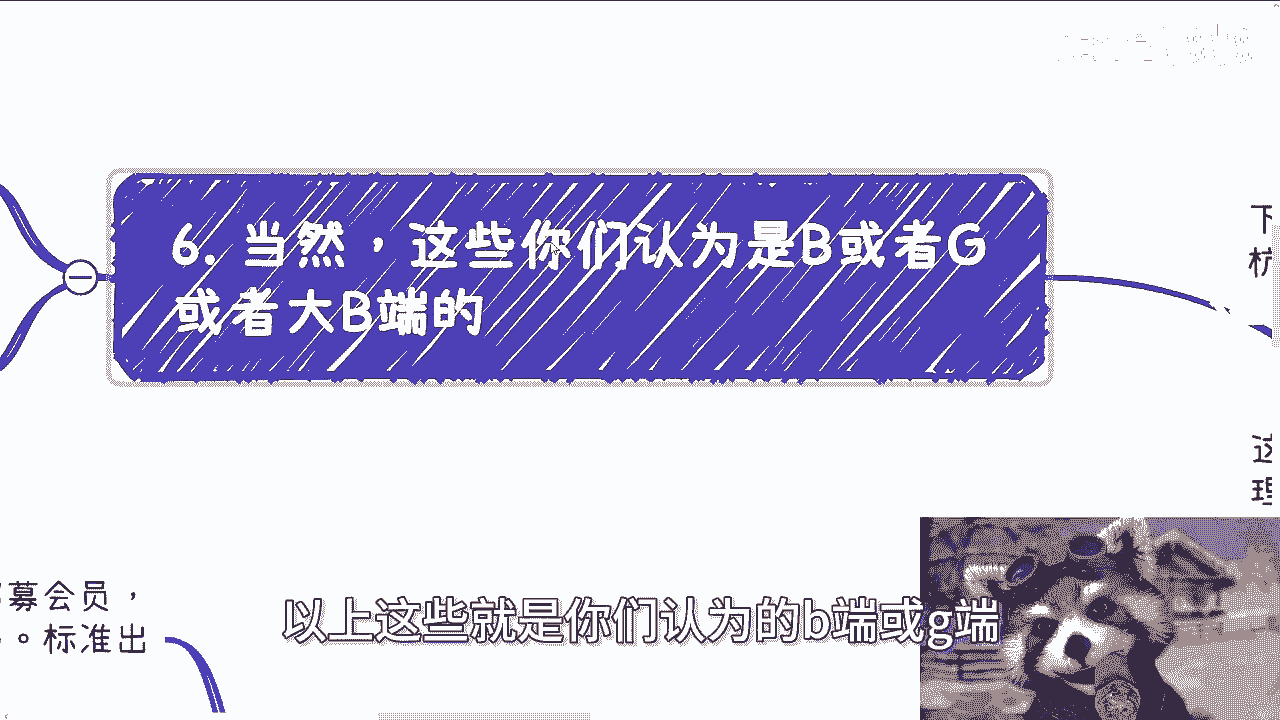 6. 当然，这些你们认为是B或者G
或者大B端的
下
杭
这
理
募会员，
。标准出
以上这些就是你们认为的b端或g端